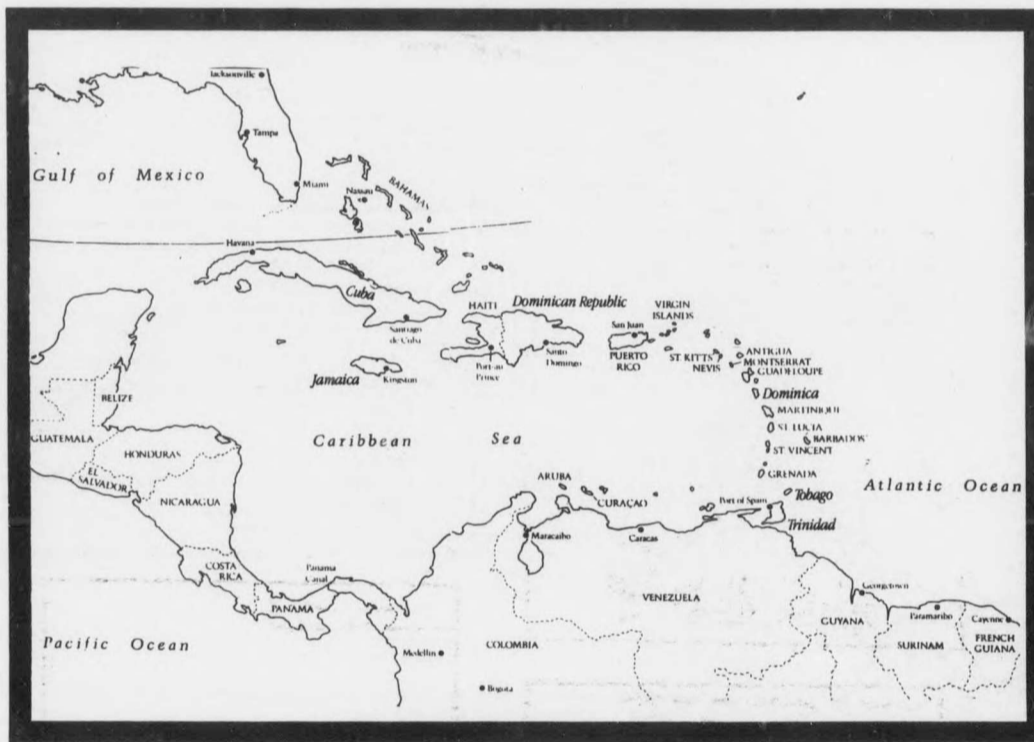 Jacksonville
Tampa
Gulf of Mexico
Miami
Nassau
BAHAMAS
Havana
Cuba
HAITI
Dominican Republic
VIRGIN
ISLANDS
San Juan
Santiago
de Cuba
Santo
Domingo
PUERTO
RICO
ST KITTS
NEVIS
ANTIGUA
MONTSERRAT
GUADELOUPE
Port-au
Prince
Jamaica
Kingston
Dominica
BELIZE
MARTINIQUE
ST LUCIA
GUATEMALA
Caribbean Sea
BARBADOS
HONDURAS
ST VINCENT
EL
SALVADOR
GRENADA
ARUBA
Atlantic Ocean
NICARAGUA
CURAÇAO
Port of Spain
Tobago
Trinidad
Maracaibo
Caracas
COSTA
RICA
Panama
Canal
PANAMA
VENEZUELA
Georgetown
GUYANA
Paramaribo
Cayenne
Pacific Ocean
Medellin
COLOMBIA
SURINAM
FRENCH
GUIANA
Bogota